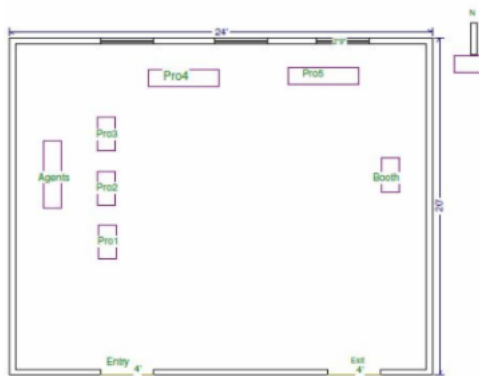 N
24'
Pro4
Pro5
Pro3
Agents
Pro2
Booth
20'
Pro1
Entry
4'
Exit
4'